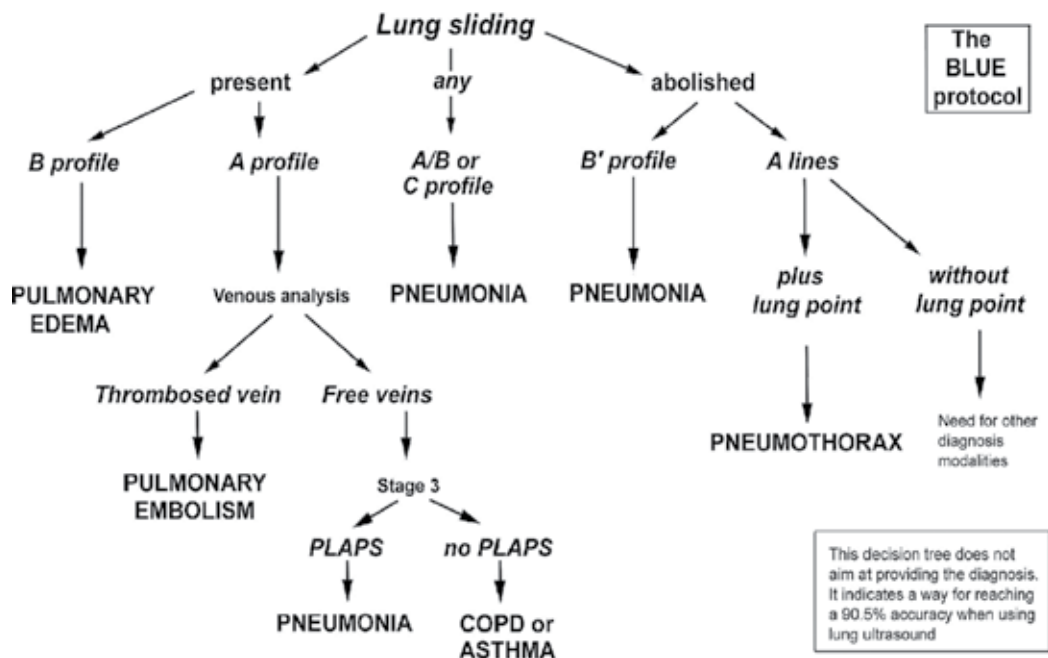 Lung sliding
The
BLUE
protocol
present
any
abolished
B profile
A profile
A/B or
C profile
B' profile
A lines
PULMONARY
EDEMA
Venous analysis
PNEUMONIA
PNEUMONIA
plus
lung point
without
lung point
Thrombosed vein
Free veins
PNEUMOTHORAX
Need for other
diagnosis
modalities
PULMONARY
EMBOLISM
Stage 3
PLAPS
no PLAPS
PNEUMONIA
COPD or
ASTHMA
This decision tree does not
aim at providing the diagnosis.
It indicates a way for reaching
a 90.5% accuracy when using
lung ultrasound